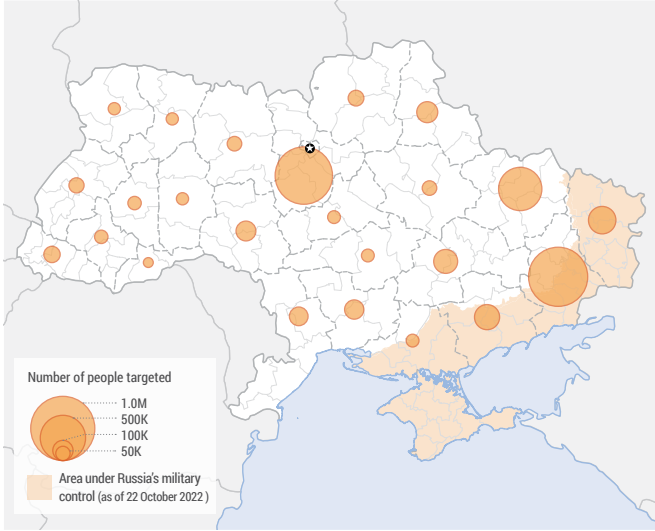 Number of people targeted
1.0M
500K
100K
50K
Area under Russia's military
control (as of 22 October 2022 )